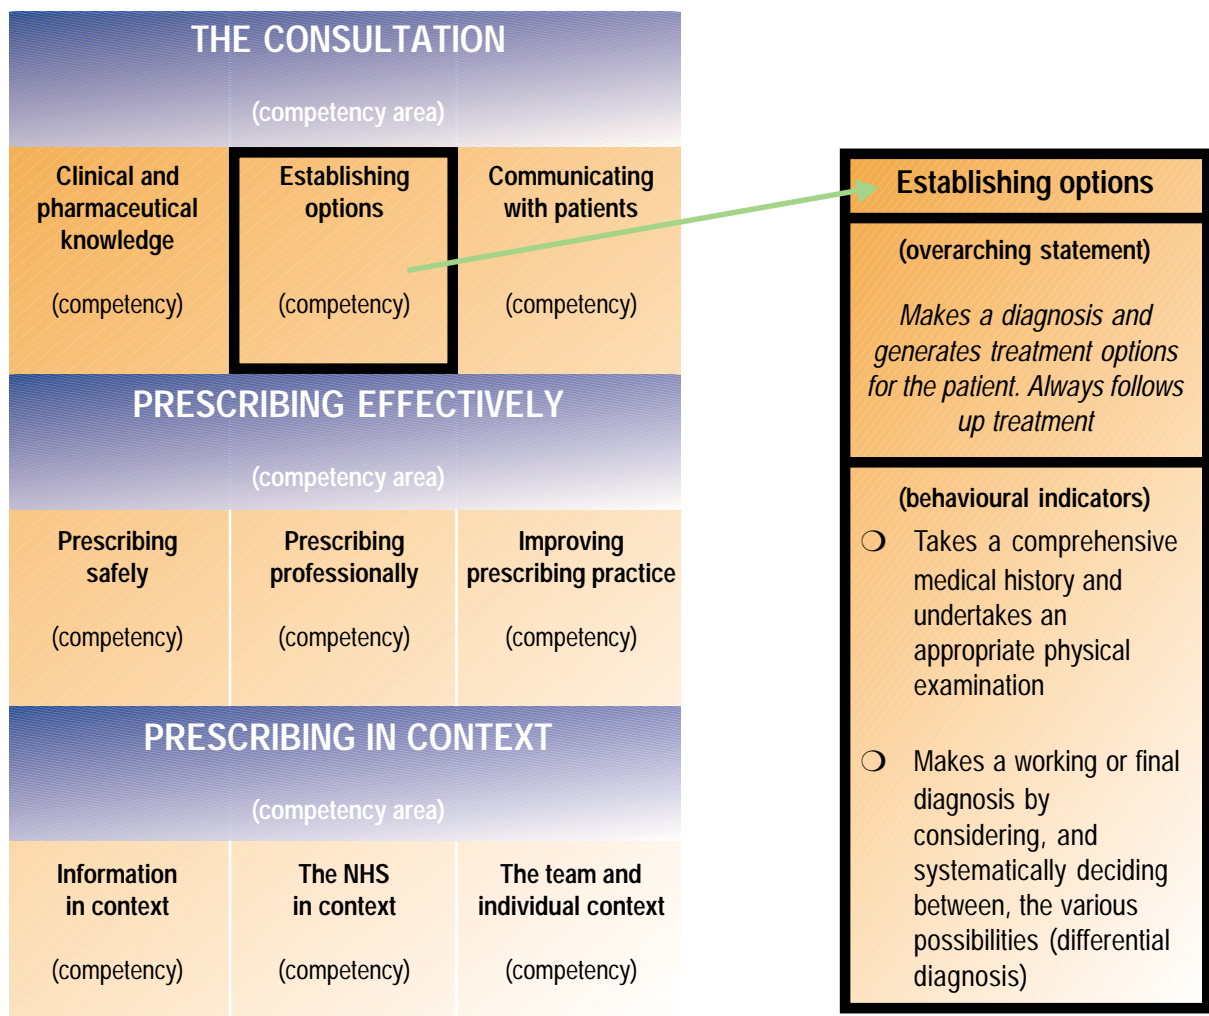 THE CONSULTATION
(competency area)
Clinical and
pharmaceutical
knowledge
(competency)
Establishing
options
(competency)
Communicating
with patients
(competency)
PRESCRIBING EFFECTIVELY
(competency area)
Prescribing
safely
(competency)
Prescribing
professionally
(competency)
Improving
prescribing practice
(competency)
PRESCRIBING IN CONTEXT
(competency area)
Information
in context
(competency)
The NHS
in context
(competency)
The team and
individual context
(competency)
Establishing options
(overarching statement)
Makes a diagnosis and
generates treatment options
for the patient. Always follows
up treatment
(behavioural indicators)
❍ Takes a comprehensive
medical history and
undertakes an
appropriate physical
examination
❍ Makes a working or final
diagnosis by
considering, and
systematically deciding
between, the various
possibilities (differential
diagnosis)